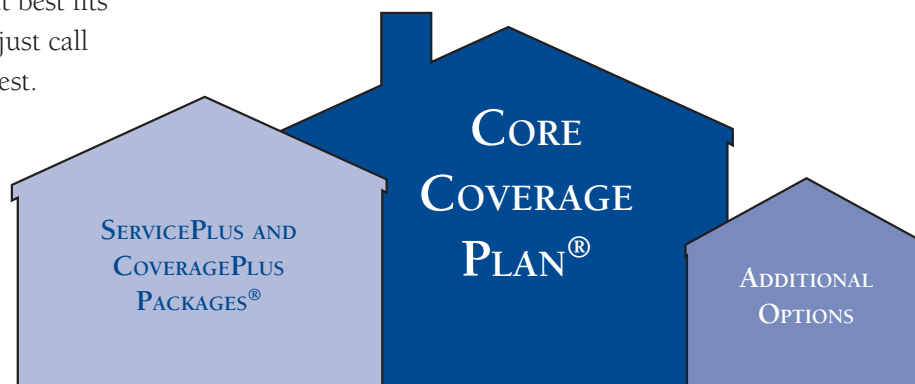 t best fits
just call
est.
CORE
COVERAGE
PLAN®
SERVICEPLUS AND
COVERAGEPLUS
PACKAGES®
ADDITIONAL
OPTIONS